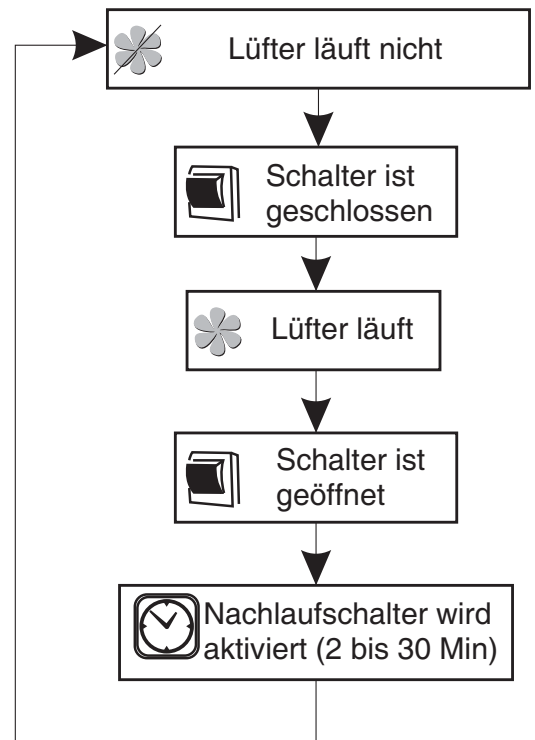 Lüfter läuft nicht
Schalter ist
geschlossen
Lüfter läuft
Schalter ist
geöffnet
Nachlaufschalter wird
aktiviert (2 bis 30 Min)